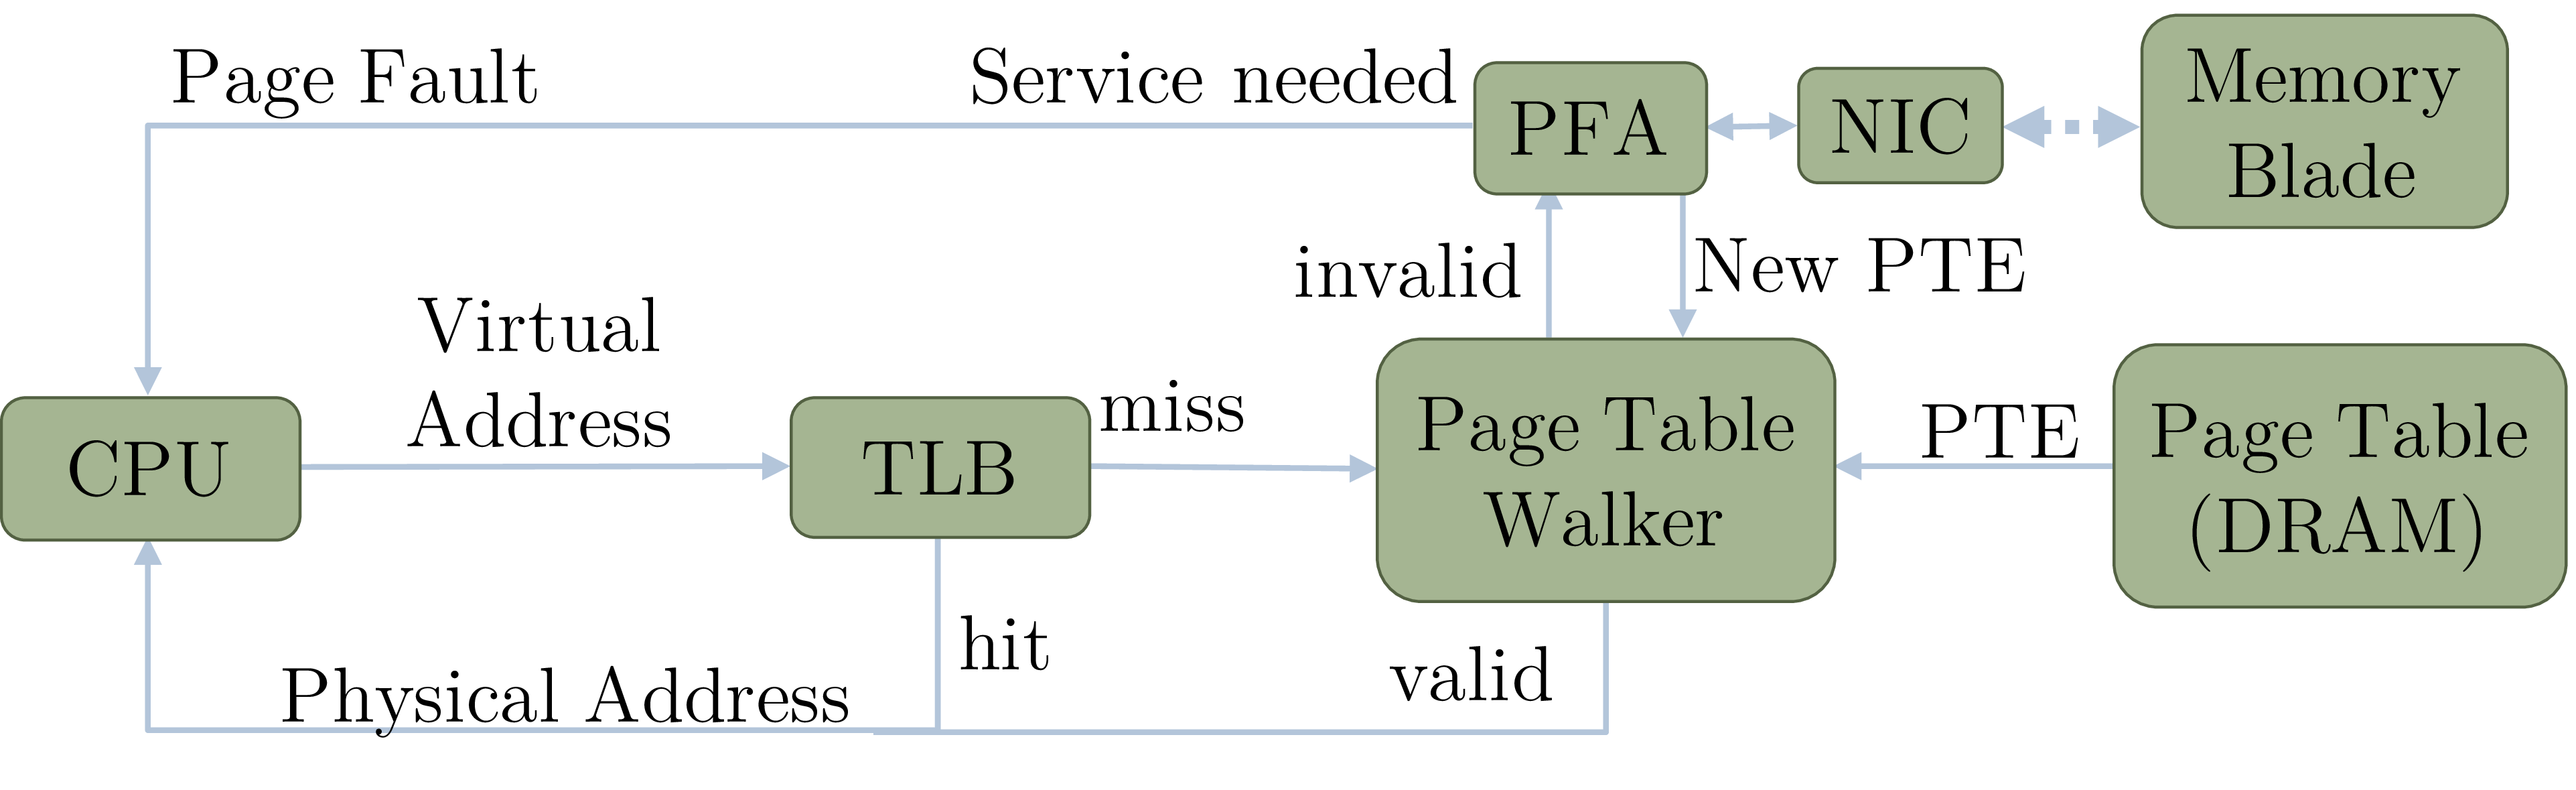 Page Fault
Service needed
PFA
NIC
Memory
Blade
invalid
New PTE
Virtual
Address
miss
CPU
TLB
Page Table
Walker
PTE
Page Table
(DRAM)
hit
valid
Physical Address